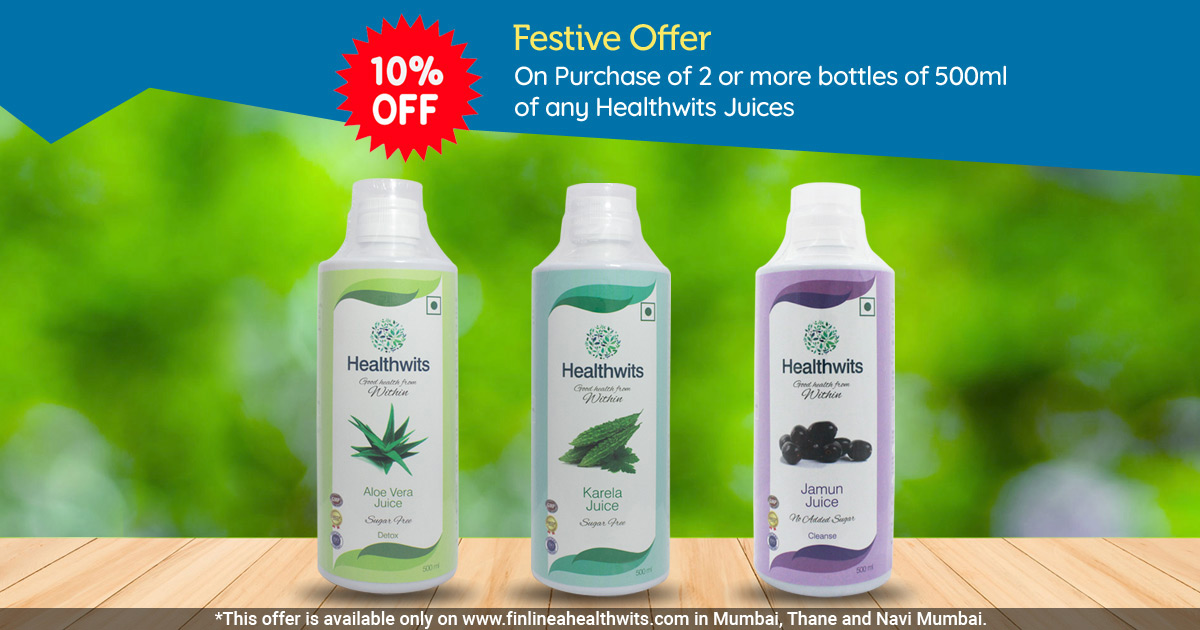 10%
OFF
Festive Offer
On Purchase of 2 or more bottles of 500ml
of any Healthwits Juices
Healthwits
Good health from
Within
Aloe Vera
Juice
Sugar Free
Detox
500 ml
Healthwits
Good health from
Within
Karela
Juice
Sugar Free
500 ml
Healthwits
Good health from
Within
Jamun
Juice
No Added Sugar
Cleanse
500 ml
*This offer is available only on www.finlineahealthwits.com in Mumbai, Thane and Navi Mumbai.